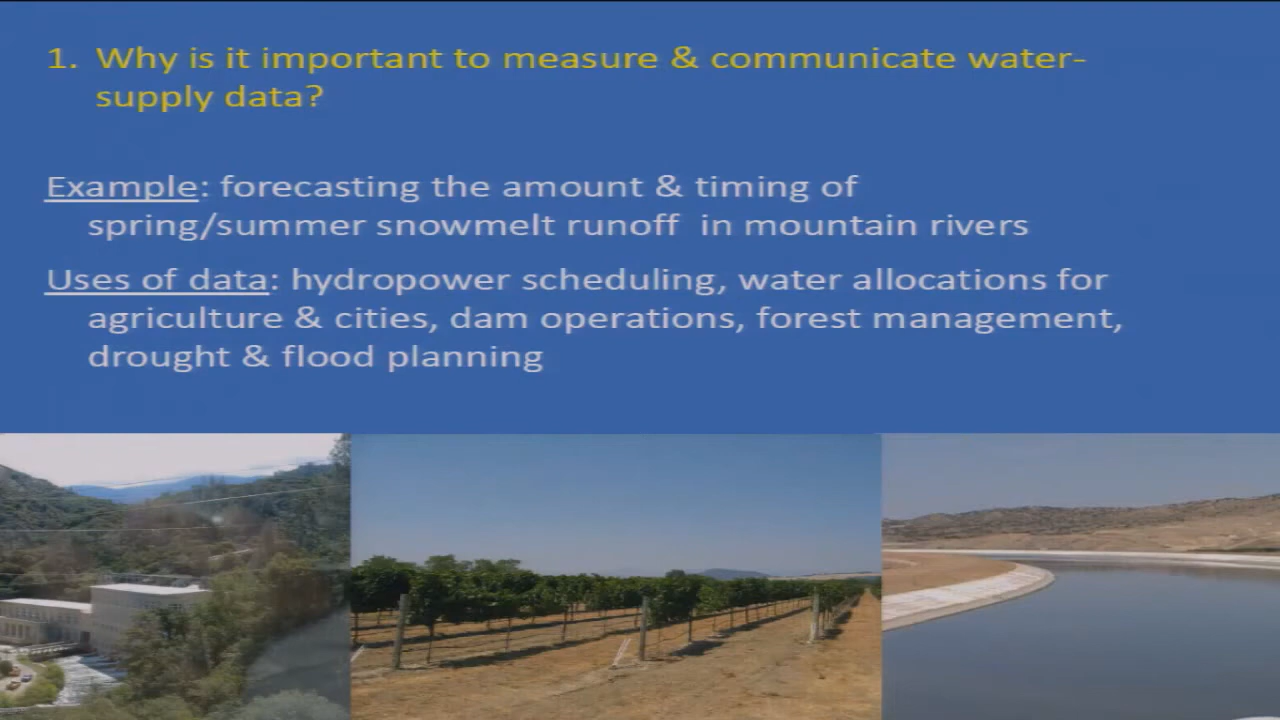 1. Why is it important to measure & communicate water-
supply data?
Example: forecasting the amount & timing of
spring/summer snowmelt runoff in mountain rivers
Uses of data: hydropower scheduling, water allocations for
agriculture & cities, dam operations, forest management,
drought & flood planning